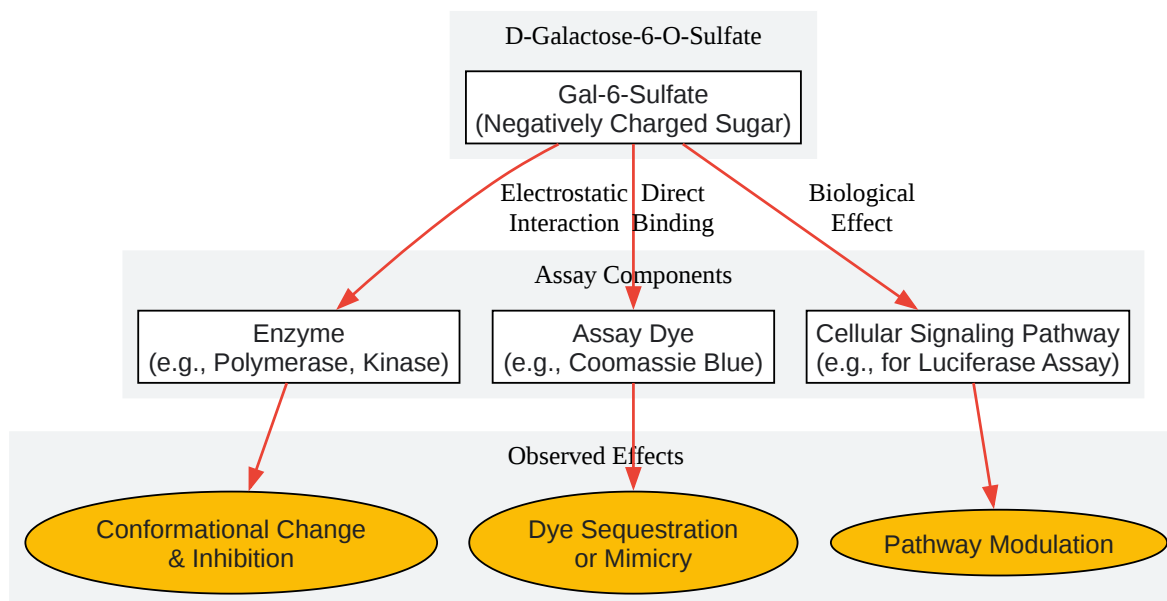 D-Galactose-6-O-Sulfate
Gal-6-Sulfate
(Negatively Charged Sugar)
Electrostatic
Interaction
Direct
Binding
Biological
Effect
Assay Components
Enzyme
(e.g., Polymerase, Kinase)
Assay Dye
(e.g., Coomassie Blue)
Cellular Signaling Pathway
(e.g., for Luciferase Assay)
Observed Effects
Conformational Change
& Inhibition
Dye Sequestration
or Mimicry
Pathway Modulation